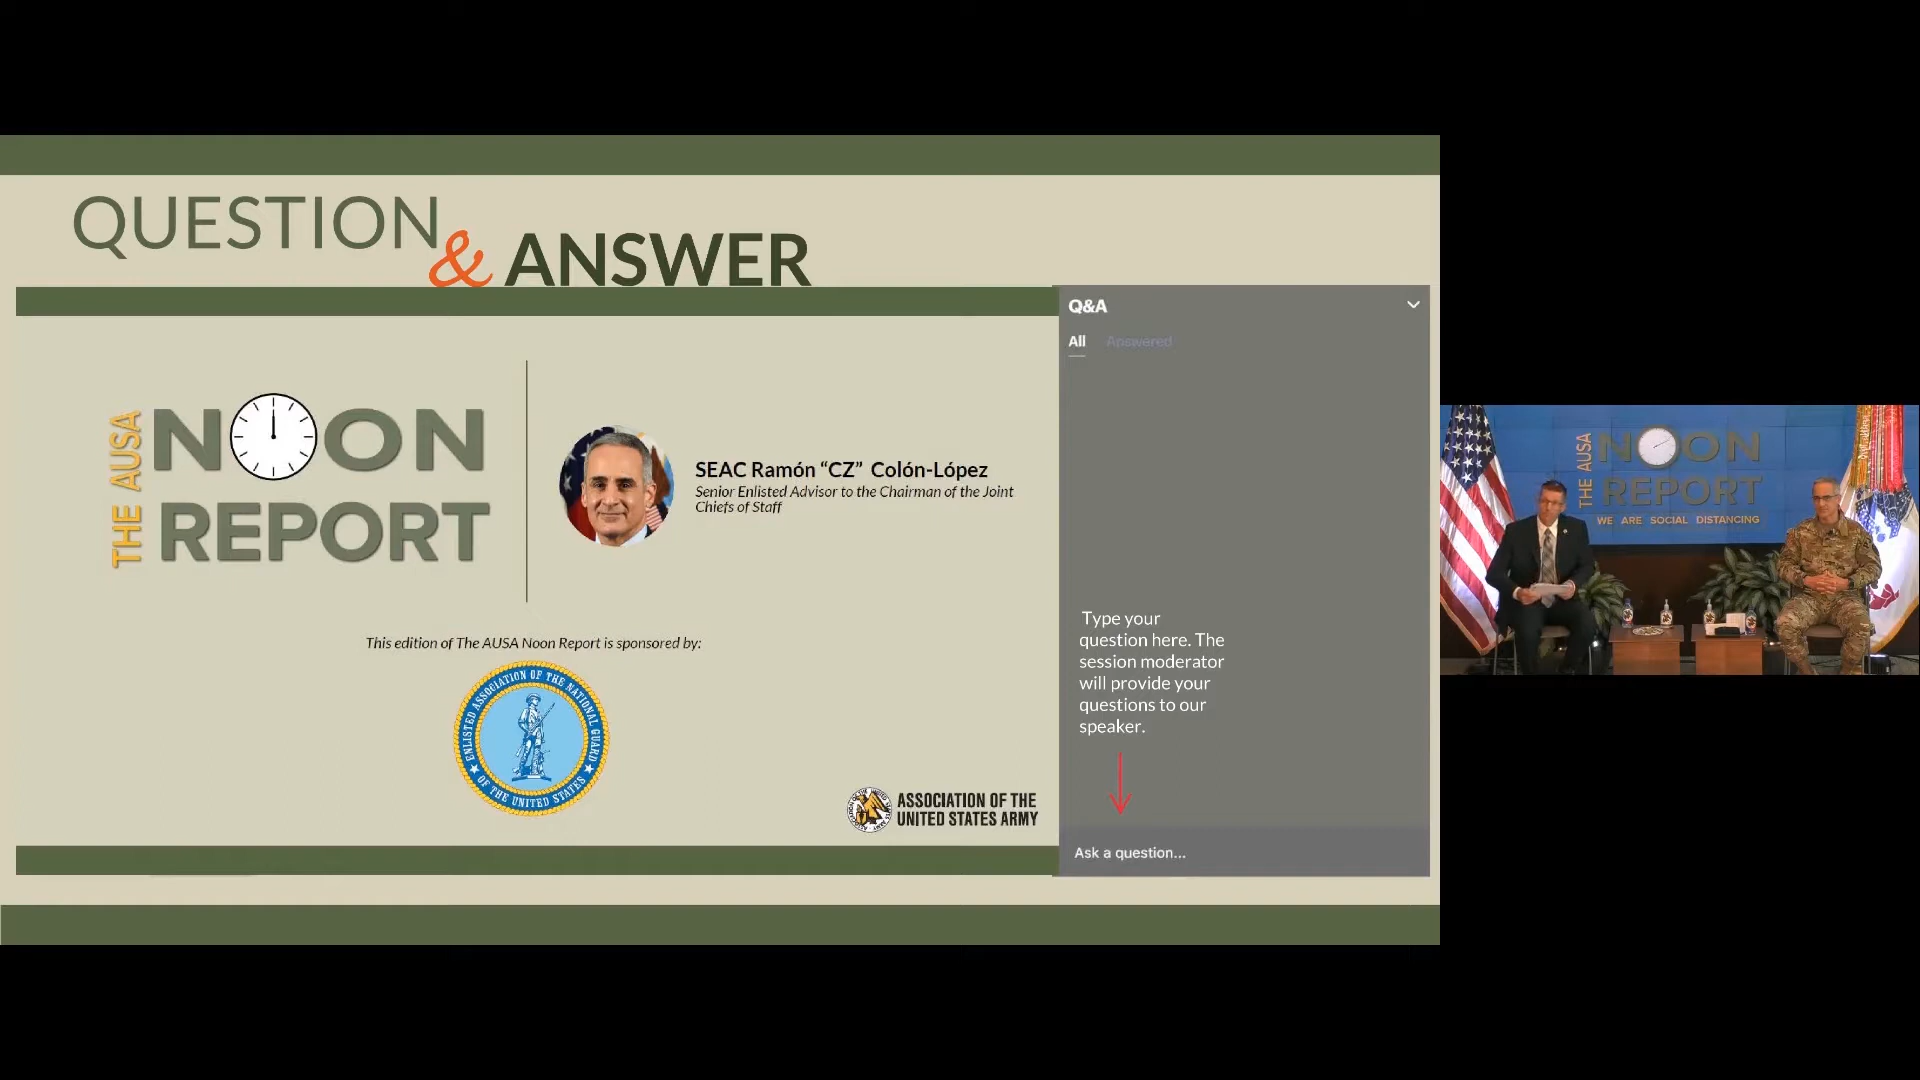 QUESTION
& ANSWER
THE AUSA
NOON
REPORT
SEAC Ramón “CZ” Colón-López
Senior Enlisted Advisor to the Chairman of the Joint
Chiefs of Staff
This edition of The AUSA Noon Report is sponsored by:
ENLISTED ASSOCIATION OF THE NATIONAL GUARD
OF THE UNITED STATES
ASSOCIATION OF THE
UNITED STATES ARMY
Q&A
All Answered
Type your
question here. The
session moderator
will provide your
questions to our
speaker.
Ask a question...
THE AUSA
NOON
REPORT
WE ARE SOCIAL DISTANCING